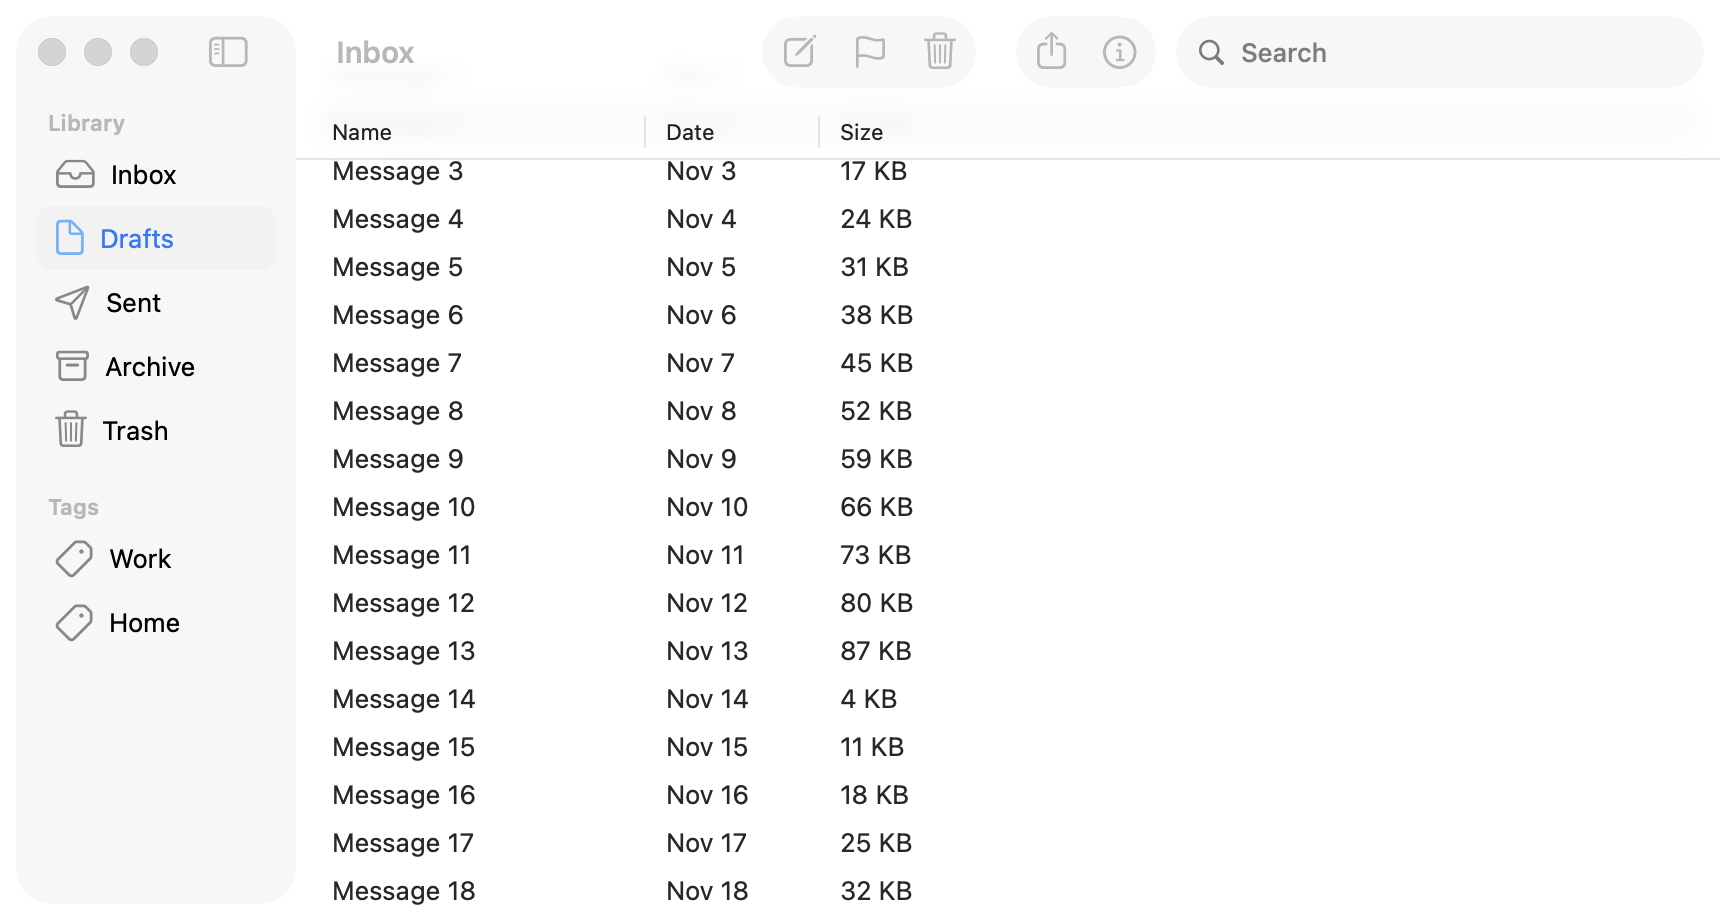 Inbox
Search
Library
Inbox
Drafts
Sent
Archive
Trash
Tags
Work
Home
Name Date Size
Message 3 Nov 3 17 KB
Message 4 Nov 4 24 KB
Message 5 Nov 5 31 KB
Message 6 Nov 6 38 KB
Message 7 Nov 7 45 KB
Message 8 Nov 8 52 KB
Message 9 Nov 9 59 KB
Message 10 Nov 10 66 KB
Message 11 Nov 11 73 KB
Message 12 Nov 12 80 KB
Message 13 Nov 13 87 KB
Message 14 Nov 14 4 KB
Message 15 Nov 15 11 KB
Message 16 Nov 16 18 KB
Message 17 Nov 17 25 KB
Message 18 Nov 18 32 KB